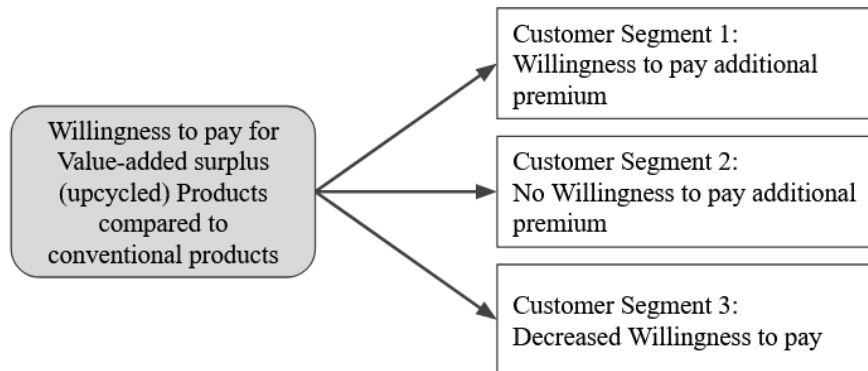 Willingness to pay for
Value-added surplus
(upcycled) Products
compared to
conventional products
Customer Segment 1:
Willingness to pay additional
premium
Customer Segment 2:
No Willingness to pay additional
premium
Customer Segment 3:
Decreased Willingness to pay